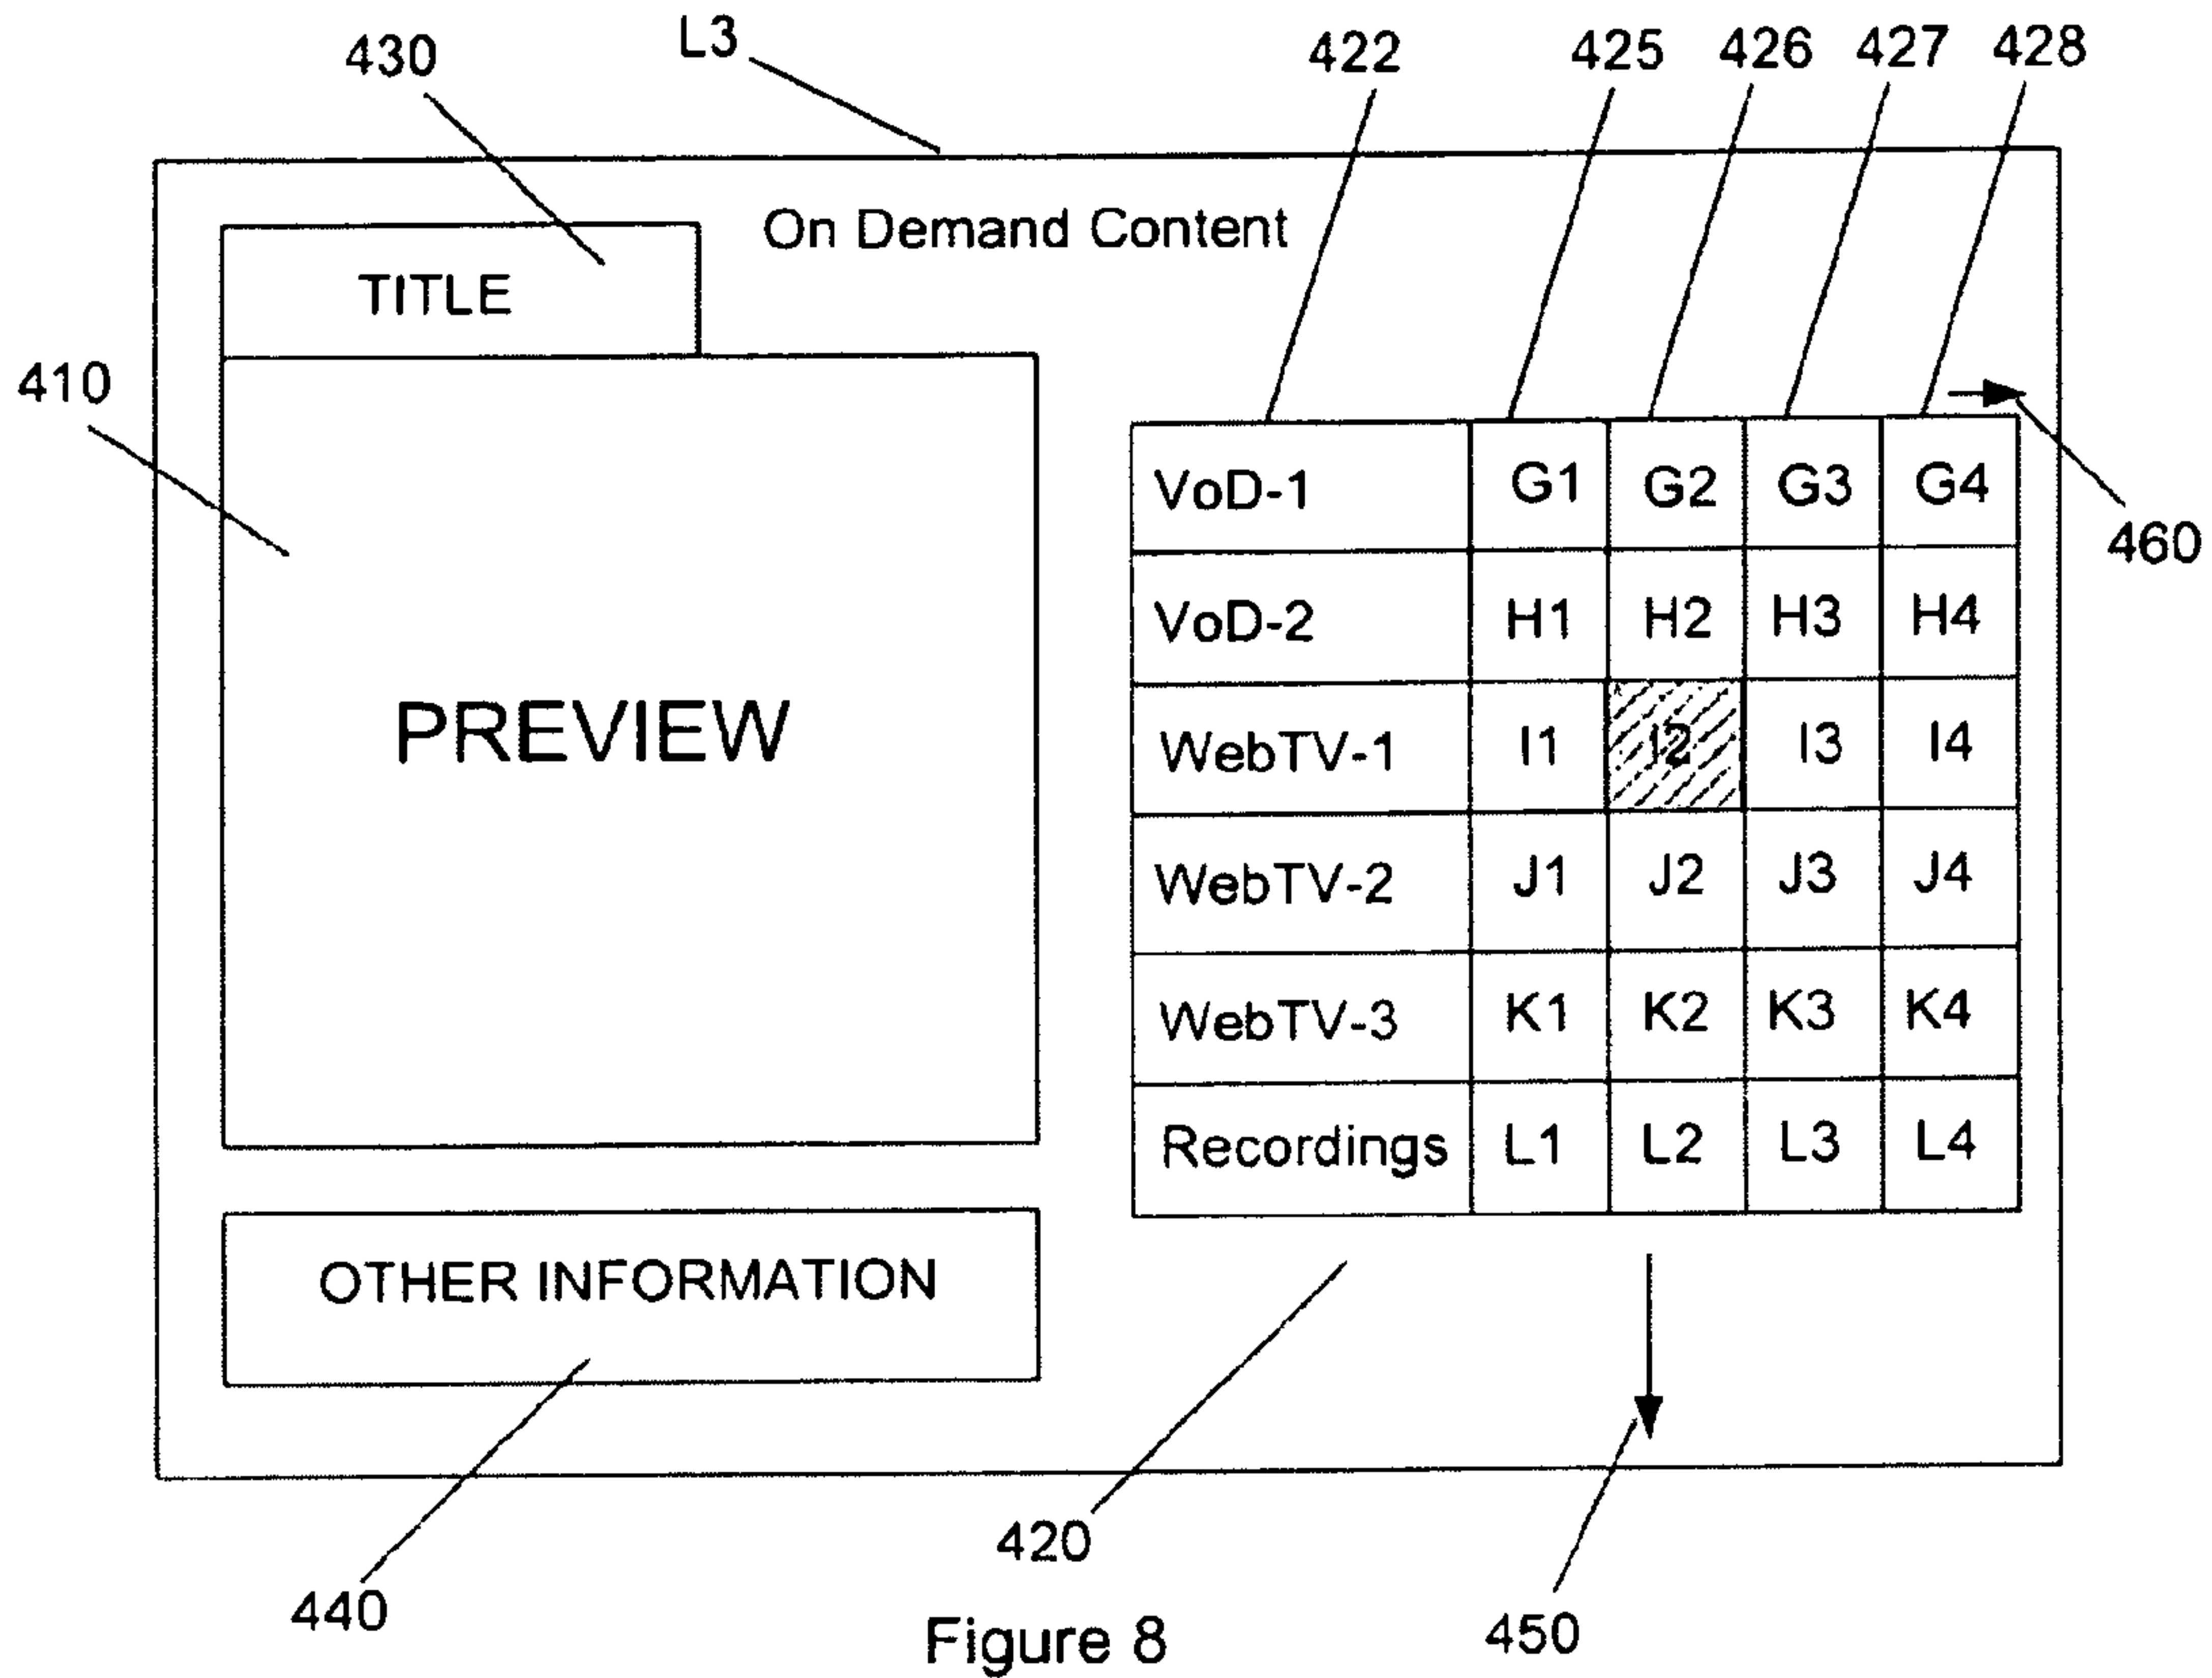 430 L3 422 425 426 427 428
On Demand Content
TITLE
410
460
PREVIEW
VoD-1 G1 G2 G3 G4
VoD-2 H1 H2 H3 H4
WebTV-1 I1 I2 I3 I4
WebTV-2 J1 J2 J3 J4
WebTV-3 K1 K2 K3 K4
Recordings L1 L2 L3 L4
OTHER INFORMATION
420
440
450
Figure 8